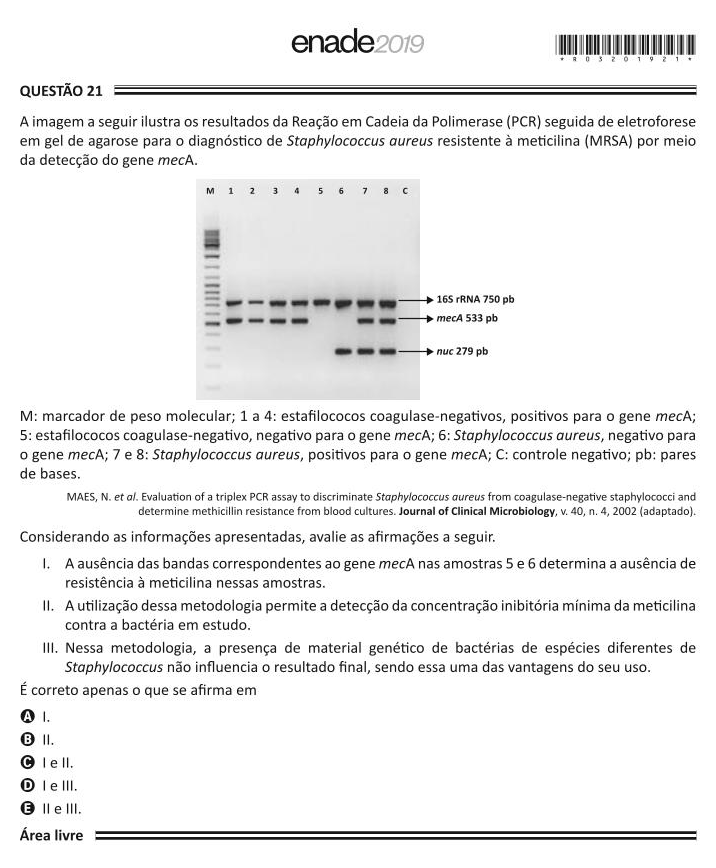 enade2019
* R 0 3 2 0 1 9 2 1 *
QUESTÃO 21
A imagem a seguir ilustra os resultados da Reação em Cadeia da Polimerase (PCR) seguida de eletroforese
em gel de agarose para o diagnóstico de Staphylococcus aureus resistente à meticilina (MRSA) por meio
da detecção do gene mecA.
M 1 2 3 4 5 6 7 8 C
16S rRNA 750 pb
mecA 533 pb
nuc 279 pb
M: marcador de peso molecular; 1 a 4: estafilococos coagulase-negativos, positivos para o gene mecA;
5: estafilococos coagulase-negativo, negativo para o gene mecA; 6: Staphylococcus aureus, negativo para
o gene mecA; 7 e 8: Staphylococcus aureus, positivos para o gene mecA; C: controle negativo; pb: pares
de bases.
MAES, N. et al. Evaluation of a triplex PCR assay to discriminate Staphylococcus aureus from coagulase-negative staphylococci and
determine methicillin resistance from blood cultures. Journal of Clinical Microbiology, v. 40, n. 4, 2002 (adaptado).
Considerando as informações apresentadas, avalie as afirmações a seguir.
I. A ausência das bandas correspondentes ao gene mecA nas amostras 5 e 6 determina a ausência de
resistência à meticilina nessas amostras.
II. A utilização dessa metodologia permite a detecção da concentração inibitória mínima da meticilina
contra a bactéria em estudo.
III. Nessa metodologia, a presença de material genético de bactérias de espécies diferentes de
Staphylococcus não influencia o resultado final, sendo essa uma das vantagens do seu uso.
É correto apenas o que se afirma em
A I.
B II.
C I e II.
D I e III.
E II e III.
Área livre